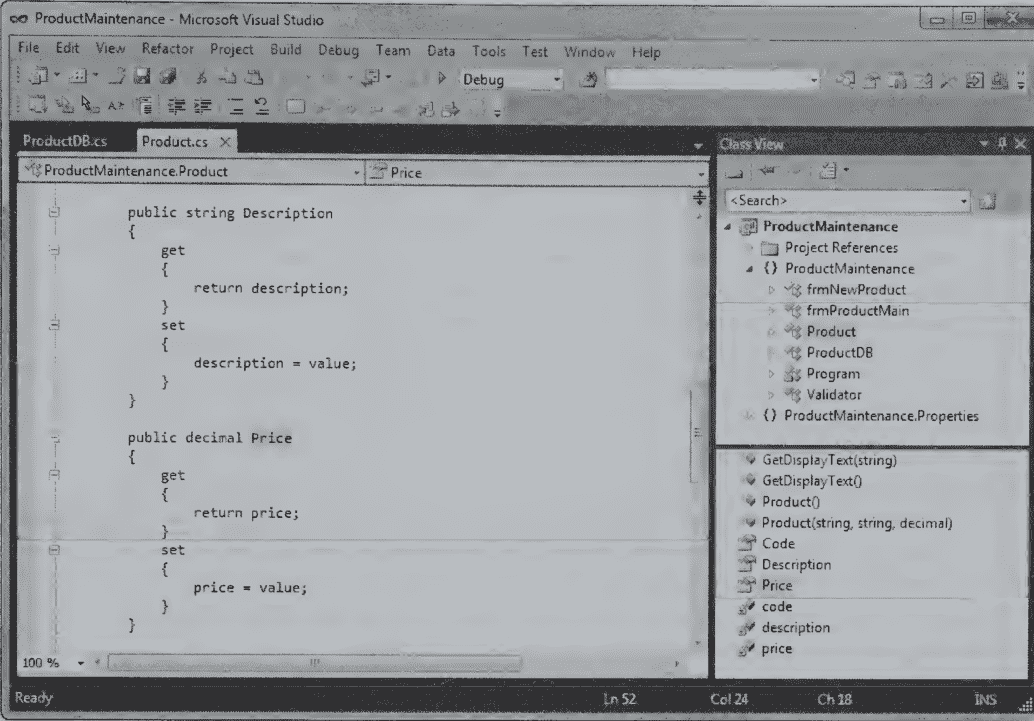 ProductMaintenance - Microsoft Visual Studio
File Edit View Refactor Project Build Debug Team Data Tools Test Window Help
Debug
ProductDB.cs Product.cs
ProductMaintenance.Product Price
public string Description
{
get
{
return description;
}
set
{
description = value;
}
}
public decimal Price
{
get
{
return price;
}
set
{
price = value;
}
}
100 %
Class View
<Search>
ProductMaintenance
Project References
{} ProductMaintenance
frmNewProduct
frmProductMain
Product
ProductDB
Program
Validator
{} ProductMaintenance.Properties
GetDisplayText(string)
GetDisplayText()
Product()
Product(string, string, decimal)
Code
Description
Price
code
description
price
Ready Ln 52 Col 24 Ch 18 INS